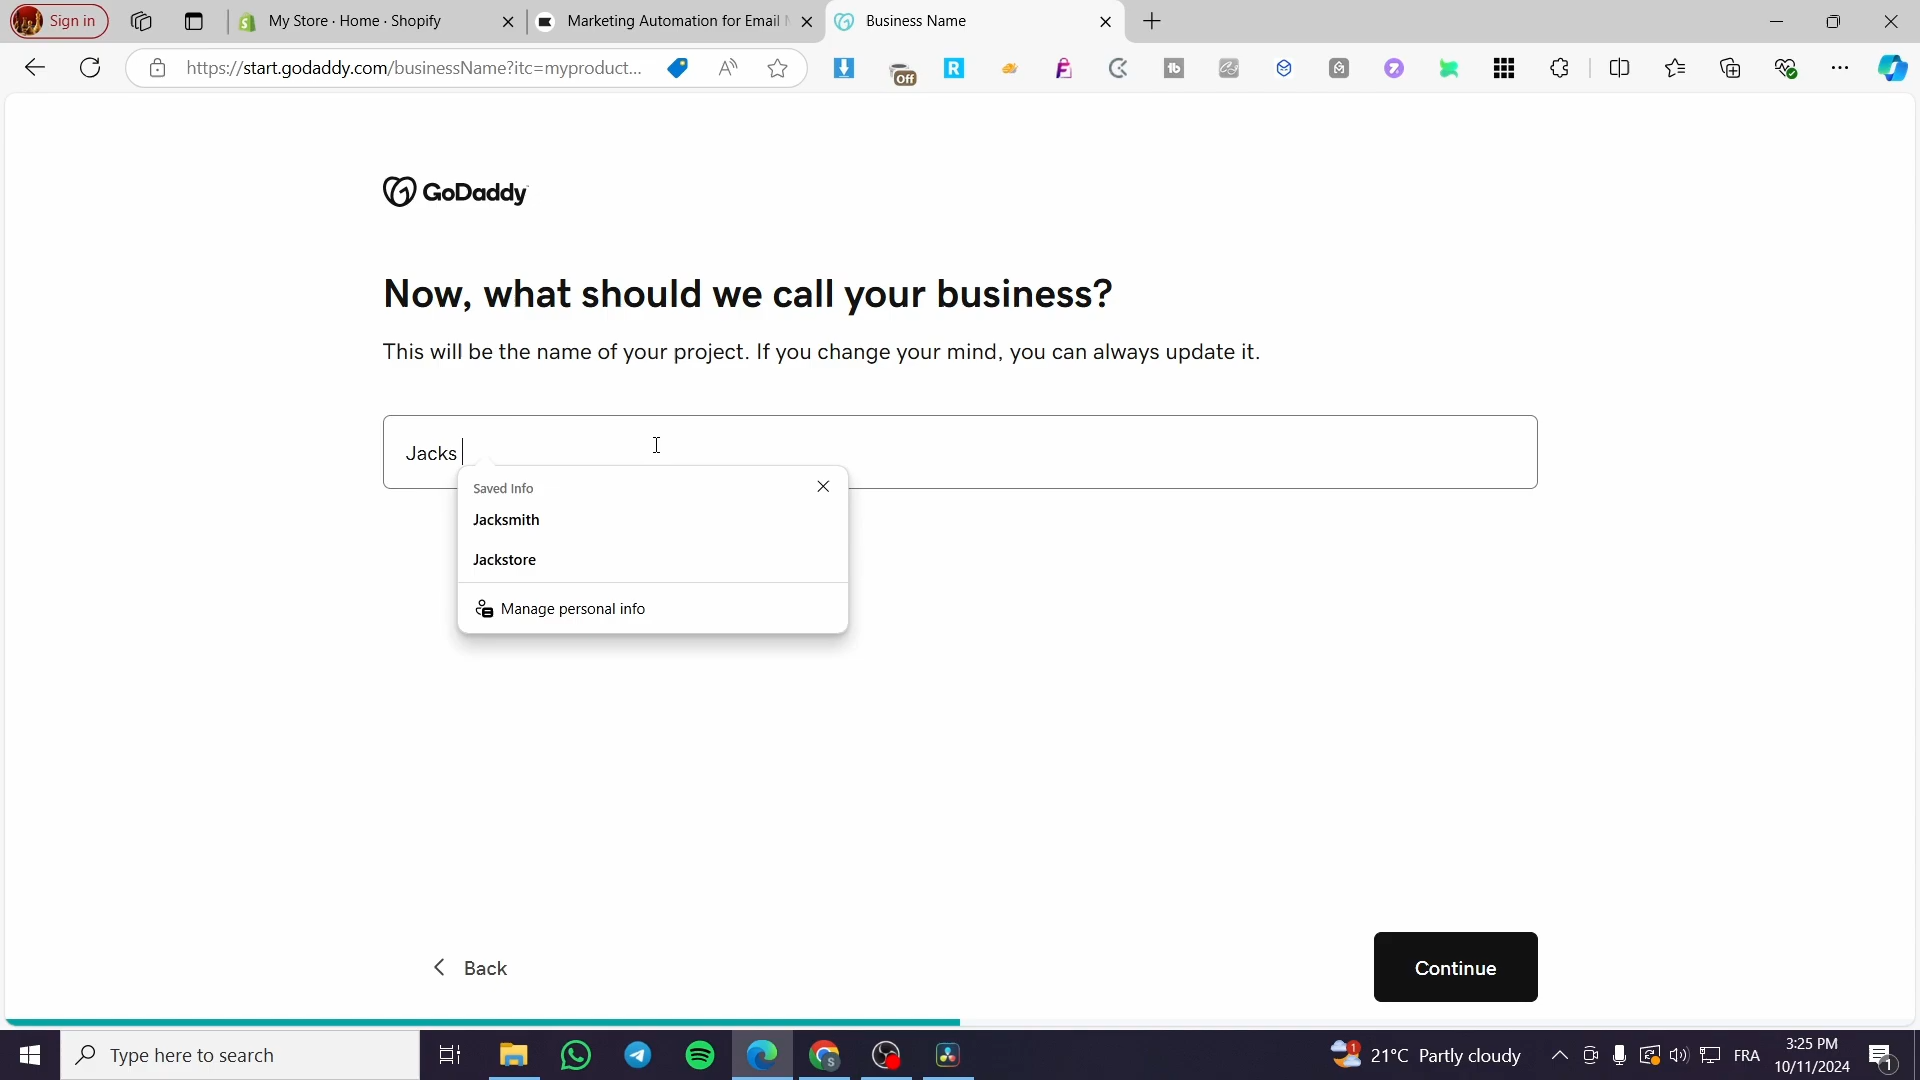 Sign in
My Store · Home · Shopify
Marketing Automation for Email
Business Name
https://start.godaddy.com/businessName?itc=myproduct...
Off
GoDaddy
Now, what should we call your business?
This will be the name of your project. If you change your mind, you can always update it.
Jacks
Saved Info
Jacksmith
Jackstore
Manage personal info
Back
Continue
Type here to search
21°C Partly cloudy
FRA
3:25 PM
10/11/2024
1